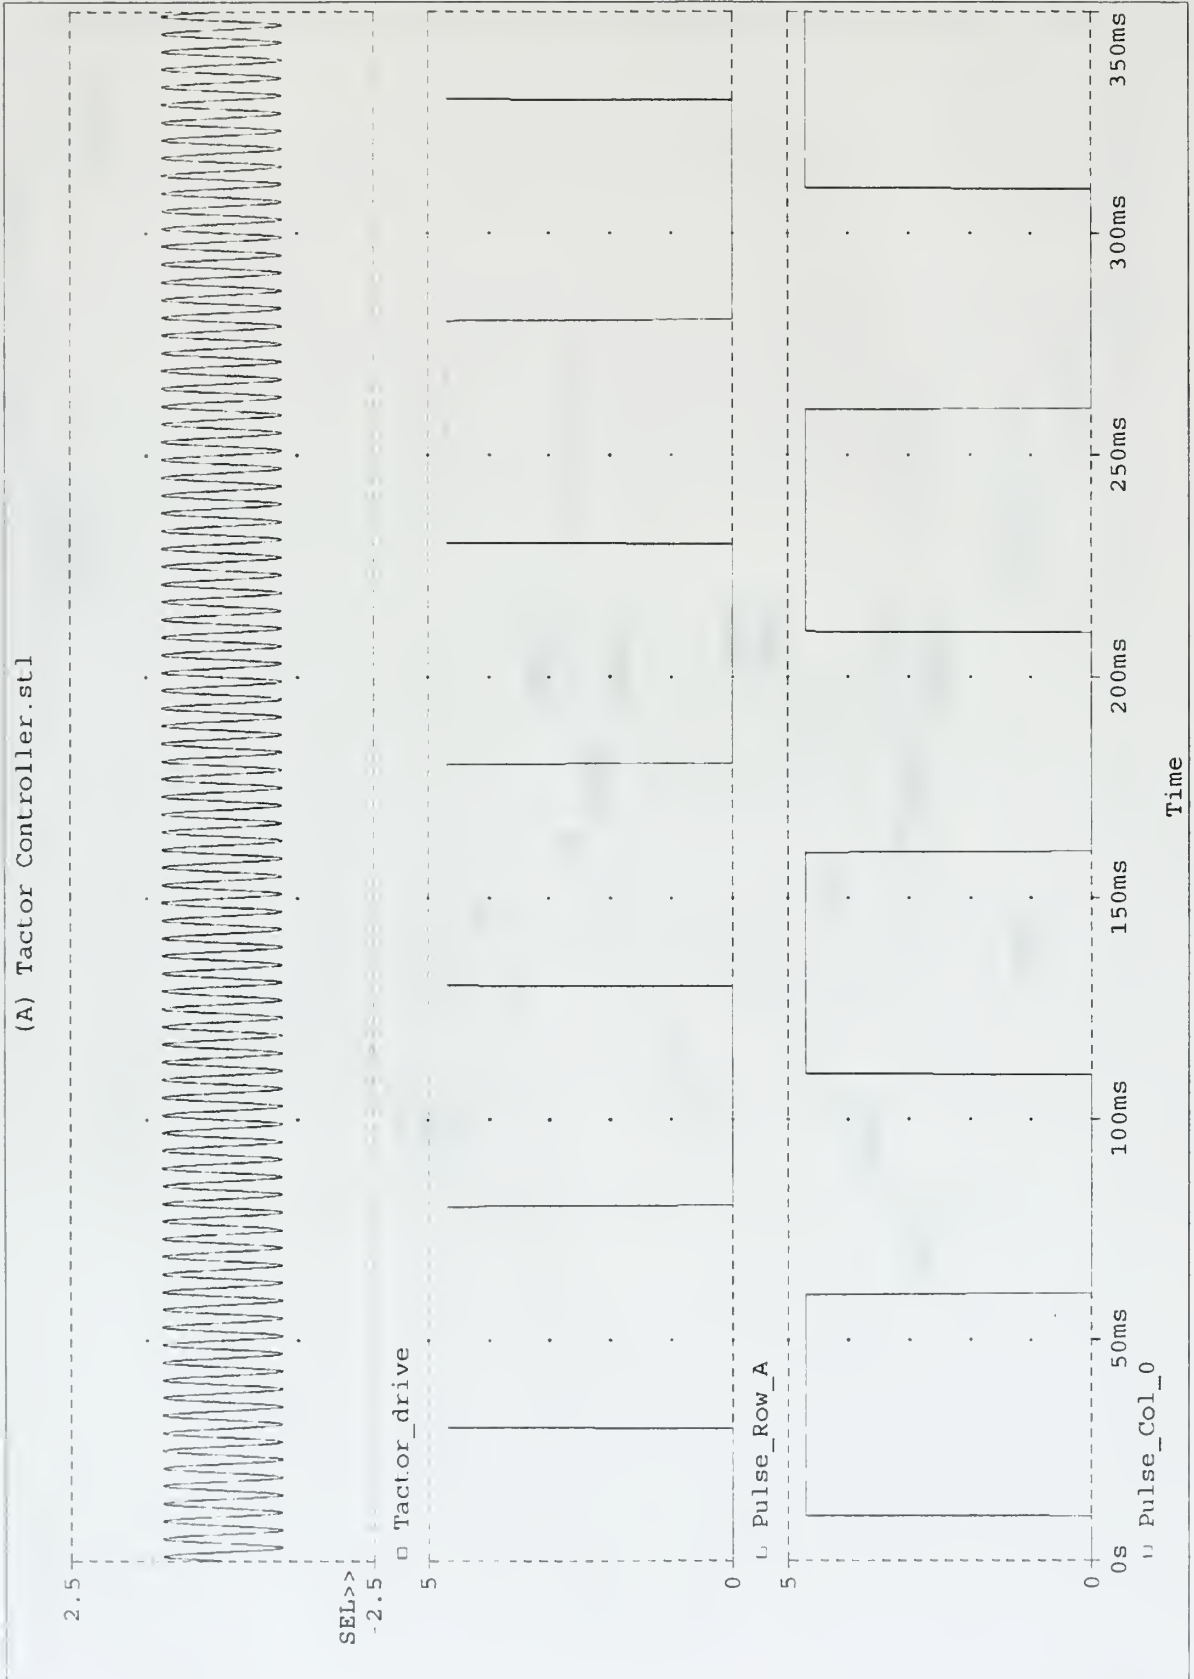 (A) Tactor Controller.stl
2.5
SEL>>
-2.5
Tactor_drive
5
0
Pulse_Row_A
5
0
0s 50ms 100ms 150ms 200ms 250ms 300ms 350ms
Pulse_Col_0
Time